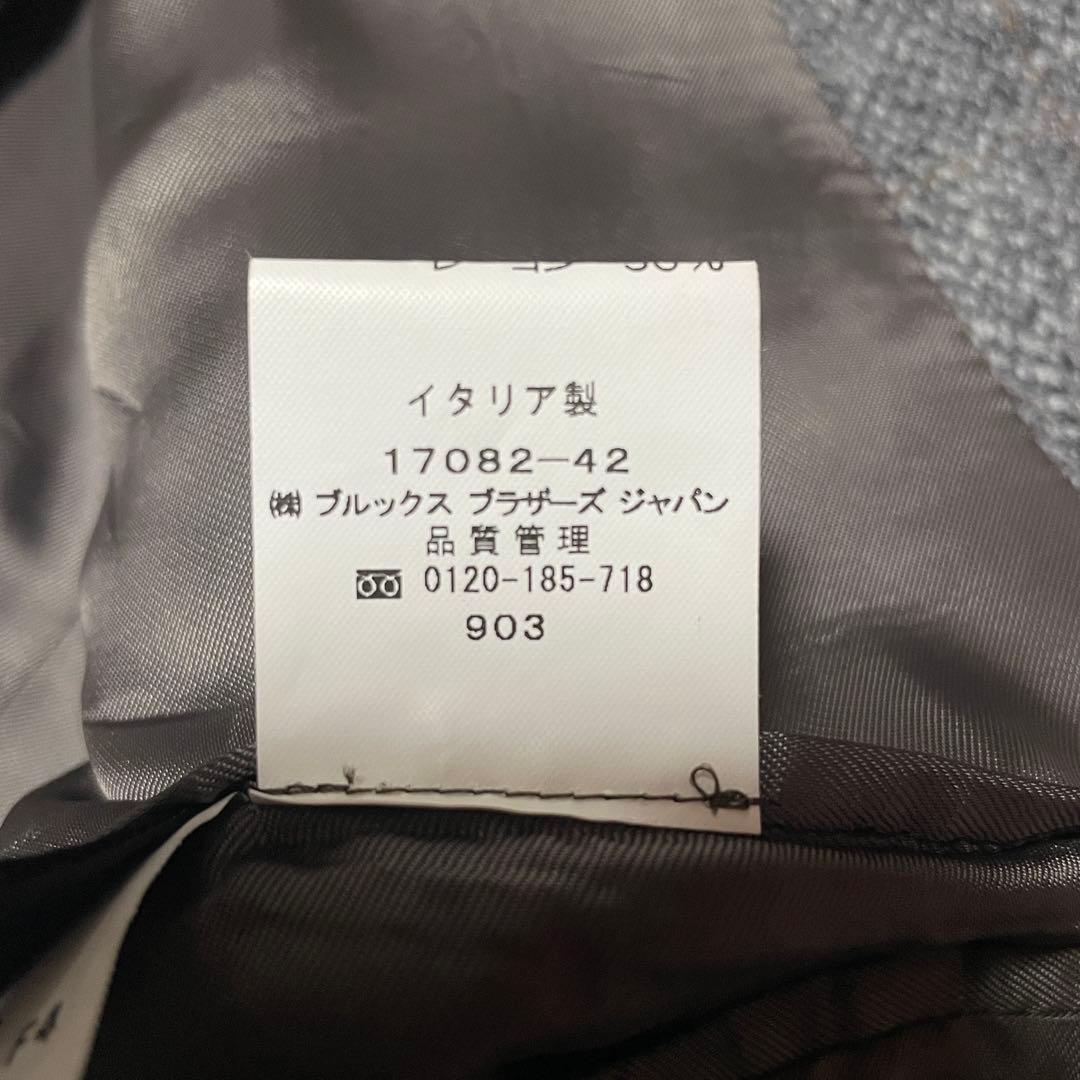 イタリア製
17082-42
㈱ ブルックス ブラザーズ ジャパン
品質管理
0120-185-718
903